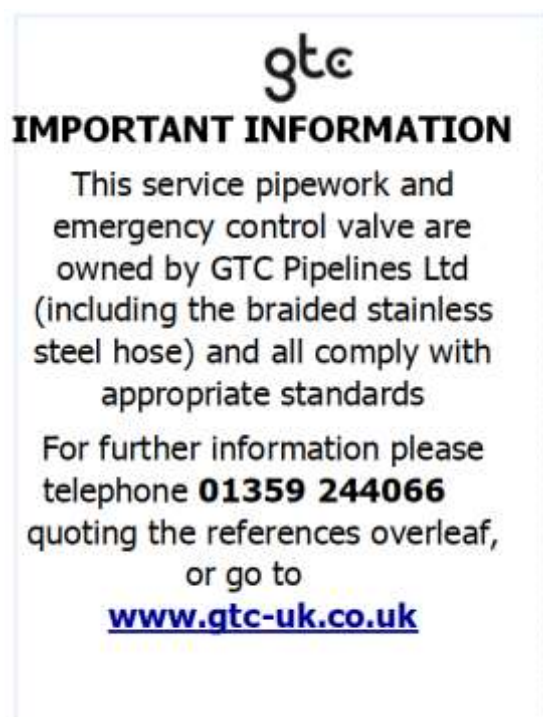 gtc
IMPORTANT INFORMATION
This service pipework and
emergency control valve are
owned by GTC Pipelines Ltd
(including the braided stainless
steel hose) and all comply with
appropriate standards
For further information please
telephone 01359 244066
quoting the references overleaf,
or go to
www.gtc-uk.co.uk